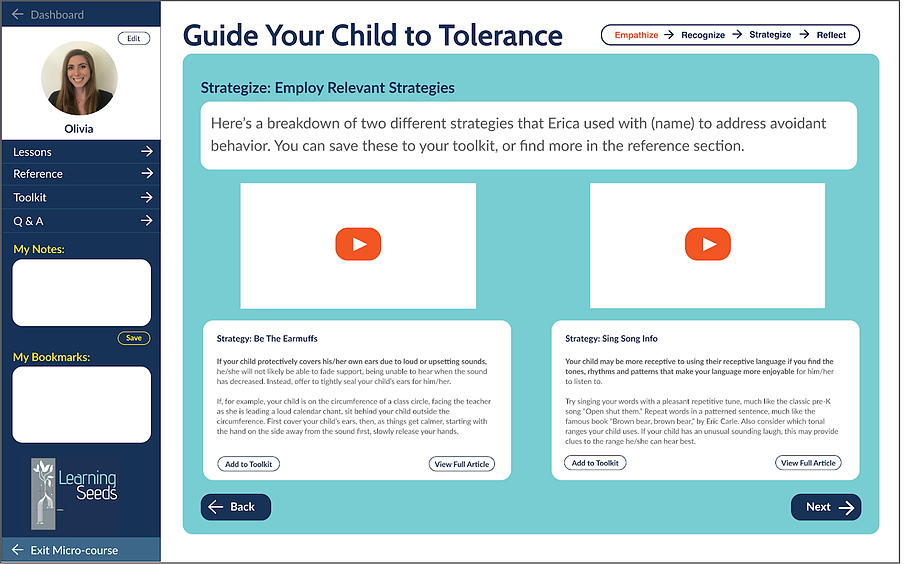 Dashboard
Edit
Olivia
Lessons
Reference
Toolkit
Q & A
My Notes:
Save
My Bookmarks:
Learning
Seeds
Exit Micro-course
Guide Your Child to Tolerance
Empathize
Recognize
Strategize
Reflect
Strategize: Employ Relevant Strategies
Here's a breakdown of two different strategies that Erica used with (name) to address avoidant
behavior. You can save these to your toolkit, or find more in the reference section.
Strategy: Be The Earmuffs
If your child protectively covers his/her own ears due to loud or upsetting sounds,
he/she will not likely be able to fade support, being unable to hear when the sound
has decreased. Instead, offer to tightly seal your child's ears for him/her.
If, for example, your child is on the circumference of a class circle, facing the teacher
as she is leading a loud calendar chant, sit behind your child outside the
circumference. First cover your child's ears, then, as things get calmer, starting with
the hand on the side away from the sound first, slowly release your hands.
Add to Toolkit
View Full Article
Strategy: Sing Song Info
Your child may be more receptive to using their receptive language if you find the
tones, rhythms and patterns that make your language more enjoyable for him/her
to listen to.
Try singing your words with a pleasant repetitive tune, much like the classic pre-K
song "Open shut them." Repeat words in a patterned sentence, much like the
famous book "Brown bear, brown bear," by Eric Carle. Also consider which tonal
ranges your child uses. If your child has an unusual sounding laugh, this may provide
clues to the range he/she can hear best.
Add to Toolkit
View Full Article
Back
Next